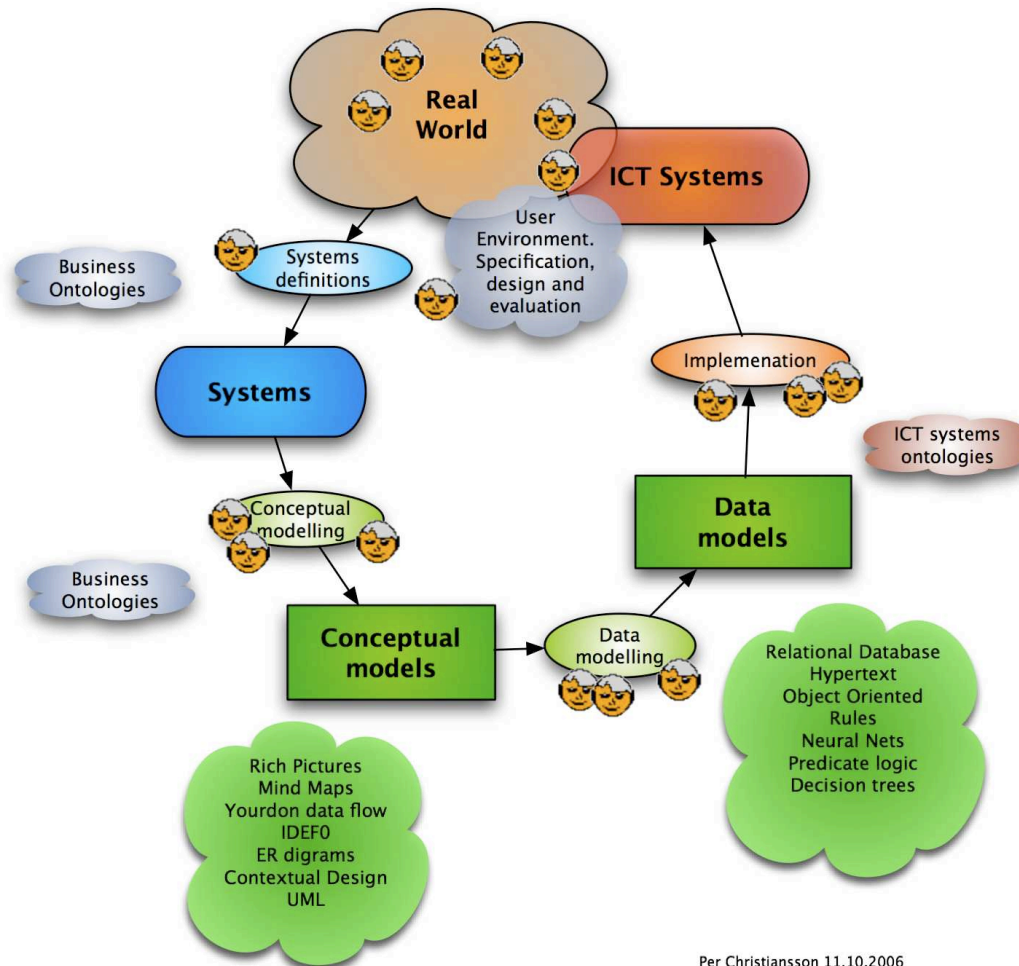 Real
World
ICT Systems
User
Environment.
Specification,
design and
evaluation
Systems
definitions
Business
Ontologies
Systems
Implemenation
ICT systems
ontologies
Conceptual
modelling
Data
models
Business
Ontologies
Conceptual
models
Data
modelling
Relational Database
Hypertext
Object Oriented
Rules
Neural Nets
Predicate logic
Decision trees
Rich Pictures
Mind Maps
Yourdon data flow
IDEF0
ER digrams
Contextual Design
UML
Per Christiansson 11.10.2006